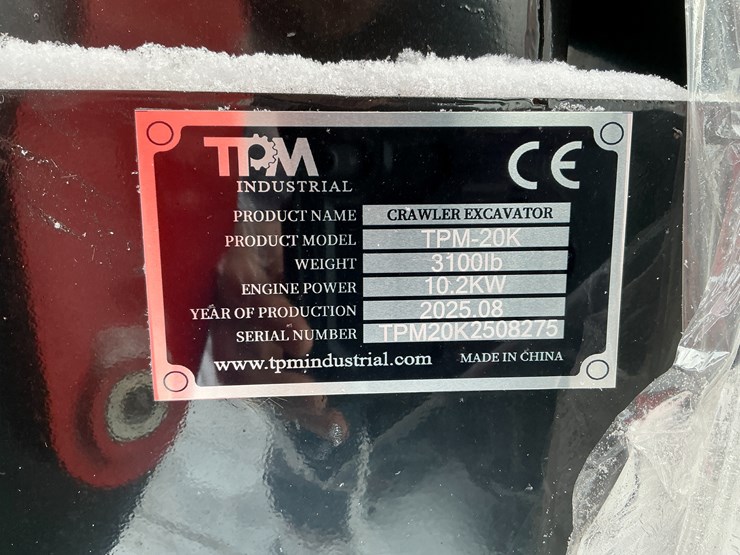 TPM
INDUSTRIAL
CE
PRODUCT NAME CRAWLER EXCAVATOR
PRODUCT MODEL TPM-20K
WEIGHT 3100lb
ENGINE POWER 10.2KW
YEAR OF PRODUCTION 2025.08
SERIAL NUMBER TPM20K2508275
www.tpmindustrial.com MADE IN CHINA